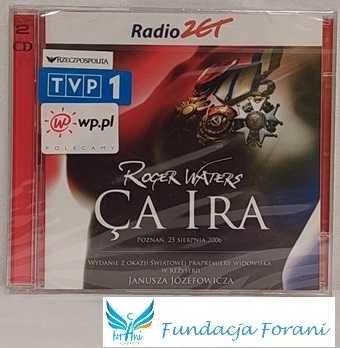 2
CD
Radio ZET
RZECZPOSPOLITA
TVP 1
wp.pl
POLECAMY
ROGER WATERS
ÇA IRA
POZNAŃ, 25 SIERPNIA 2006
WYDANIE Z OKAZJI ŚWIATOWEJ PRAPREMIERY WIDOWISKA
W REŻYSERII
JANUSZA JÓZEFOWICZA
forAni
Fundacja Forani